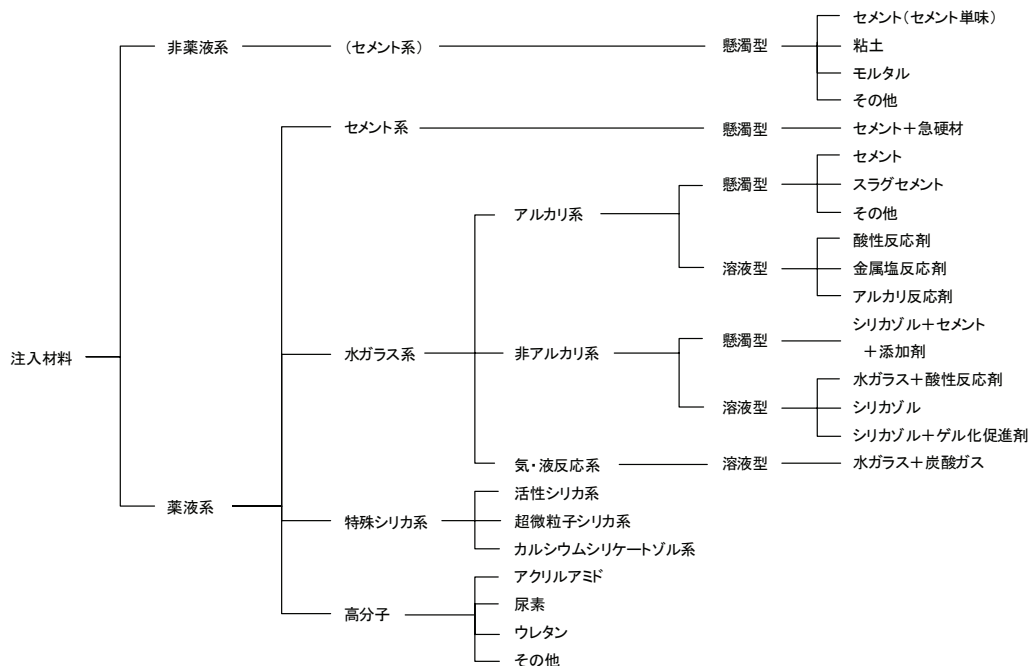 注入材料
非薬液系
(セメント系)
懸濁型
セメント(セメント単味)
粘土
モルタル
その他
薬液系
セメント系
懸濁型
セメント+急硬材
水ガラス系
アルカリ系
懸濁型
セメント
スラグセメント
その他
溶液型
酸性反応剤
金属塩反応剤
アルカリ反応剤
非アルカリ系
懸濁型
シリカゾル+セメント
+添加剤
溶液型
水ガラス+酸性反応剤
シリカゾル
シリカゾル+ゲル化促進剤
気・液反応系
溶液型
水ガラス+炭酸ガス
特殊シリカ系
活性シリカ系
超微粒子シリカ系
カルシウムシリケートゾル系
高分子
アクリルアミド
尿素
ウレタン
その他